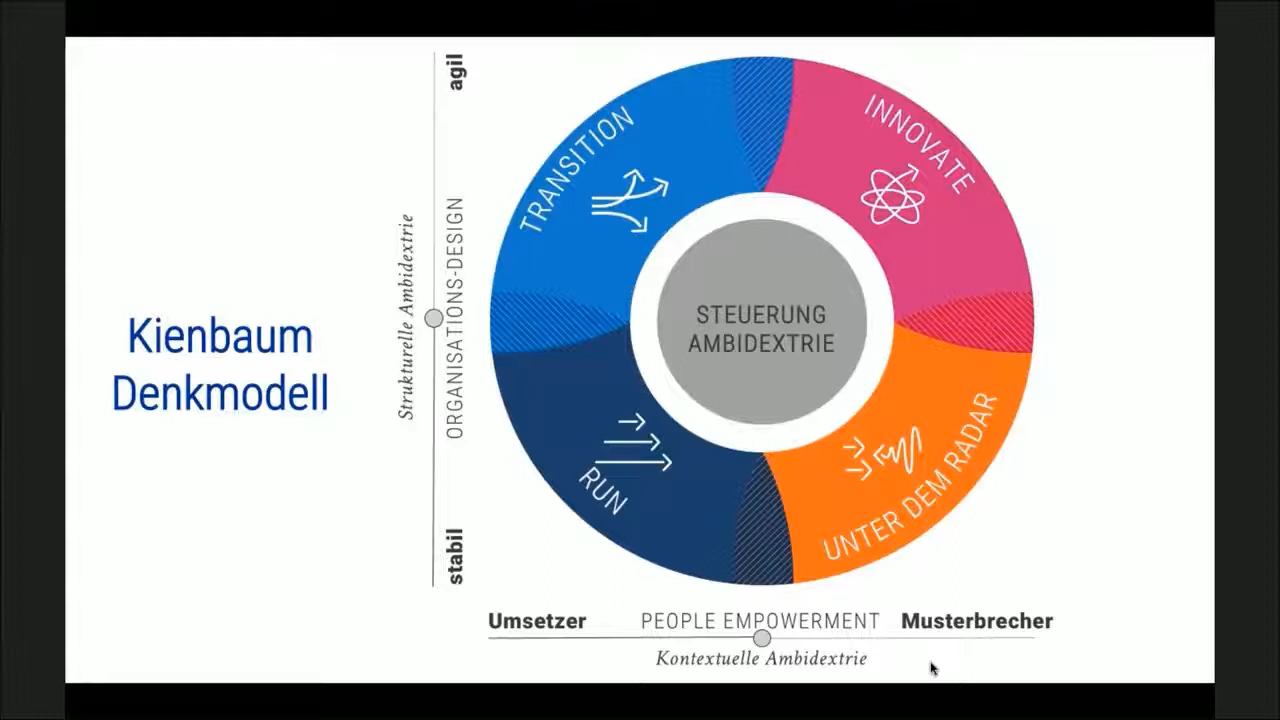 Kienbaum
Denkmodell
agil
ORGANISATIONS-DESIGN
Strukturelle Ambidextrie
stabil
TRANSITION
INNOVATE
STEUERUNG
AMBIDEXTRIE
RUN
UNTER DEM RADAR
Umsetzer
PEOPLE EMPOWERMENT
Musterbrecher
Kontextuelle Ambidextrie